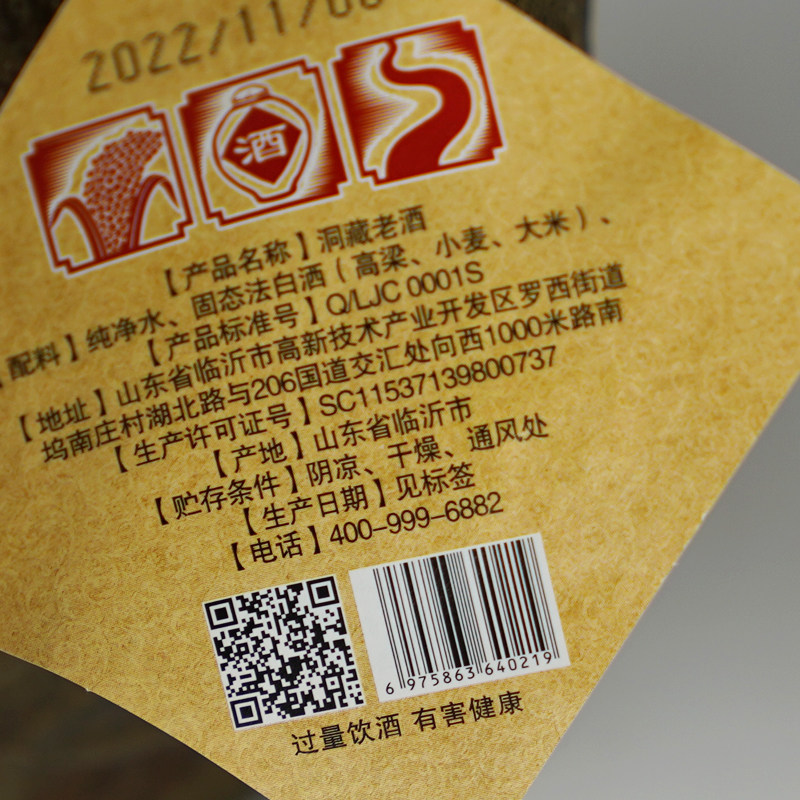 2022/11/08
酒
【产品名称】洞藏老酒
【配料】纯净水、固态法白酒（高粱、小麦、大米）、
【产品标准号】Q/LJC 0001S
【地址】山东省临沂市高新技术产业开发区罗西街道
坞南庄村湖北路与206国道交汇处向西1000米路南
【生产许可证号】SC11537139800737
【产地】山东省临沂市
【贮存条件】阴凉、干燥、通风处
【生产日期】见标签
【电话】400-999-6882
6 975863 640219
过量饮酒 有害健康